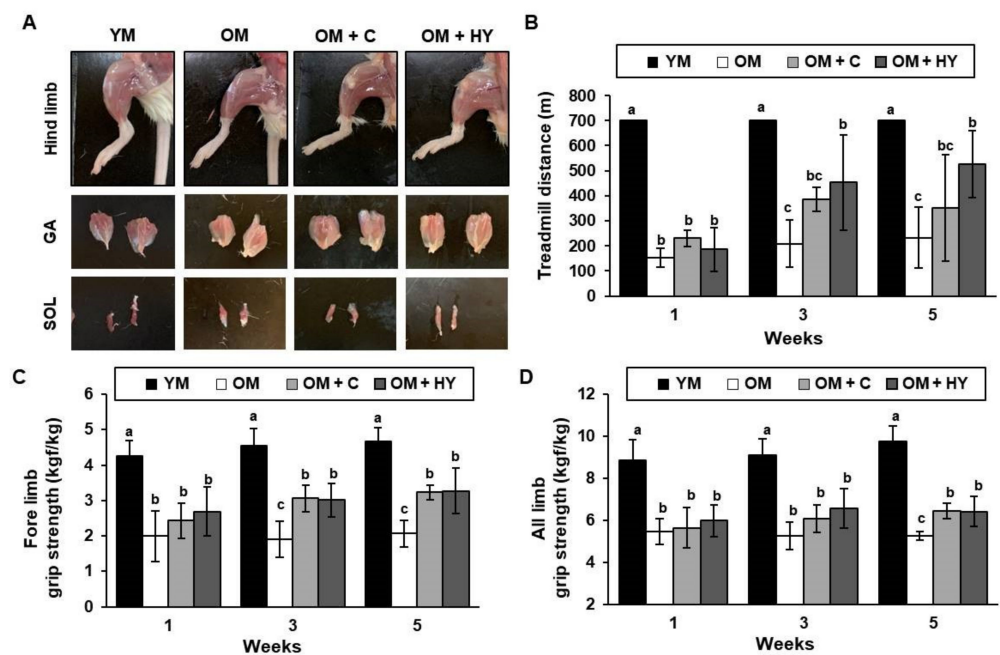 A
YM OM OM + C OM + HY
Hind limb
GA
SOL
B
YM OM OM + C OM + HY
Treadmill distance (m)
800
700
600
500
400
300
200
100
0
a b b b
a c bc b
a c bc b
1 3 5
Weeks
C
YM OM OM + C OM + HY
Fore limb
grip strength (kgf/kg)
6
5
4
3
2
1
0
a b b b
a c b b
a c b b
1 3 5
Weeks
D
YM OM OM + C OM + HY
All limb
grip strength (kgf/kg)
12
10
8
6
4
2
a b b b
a b b b
a c b b
1 3 5
Weeks